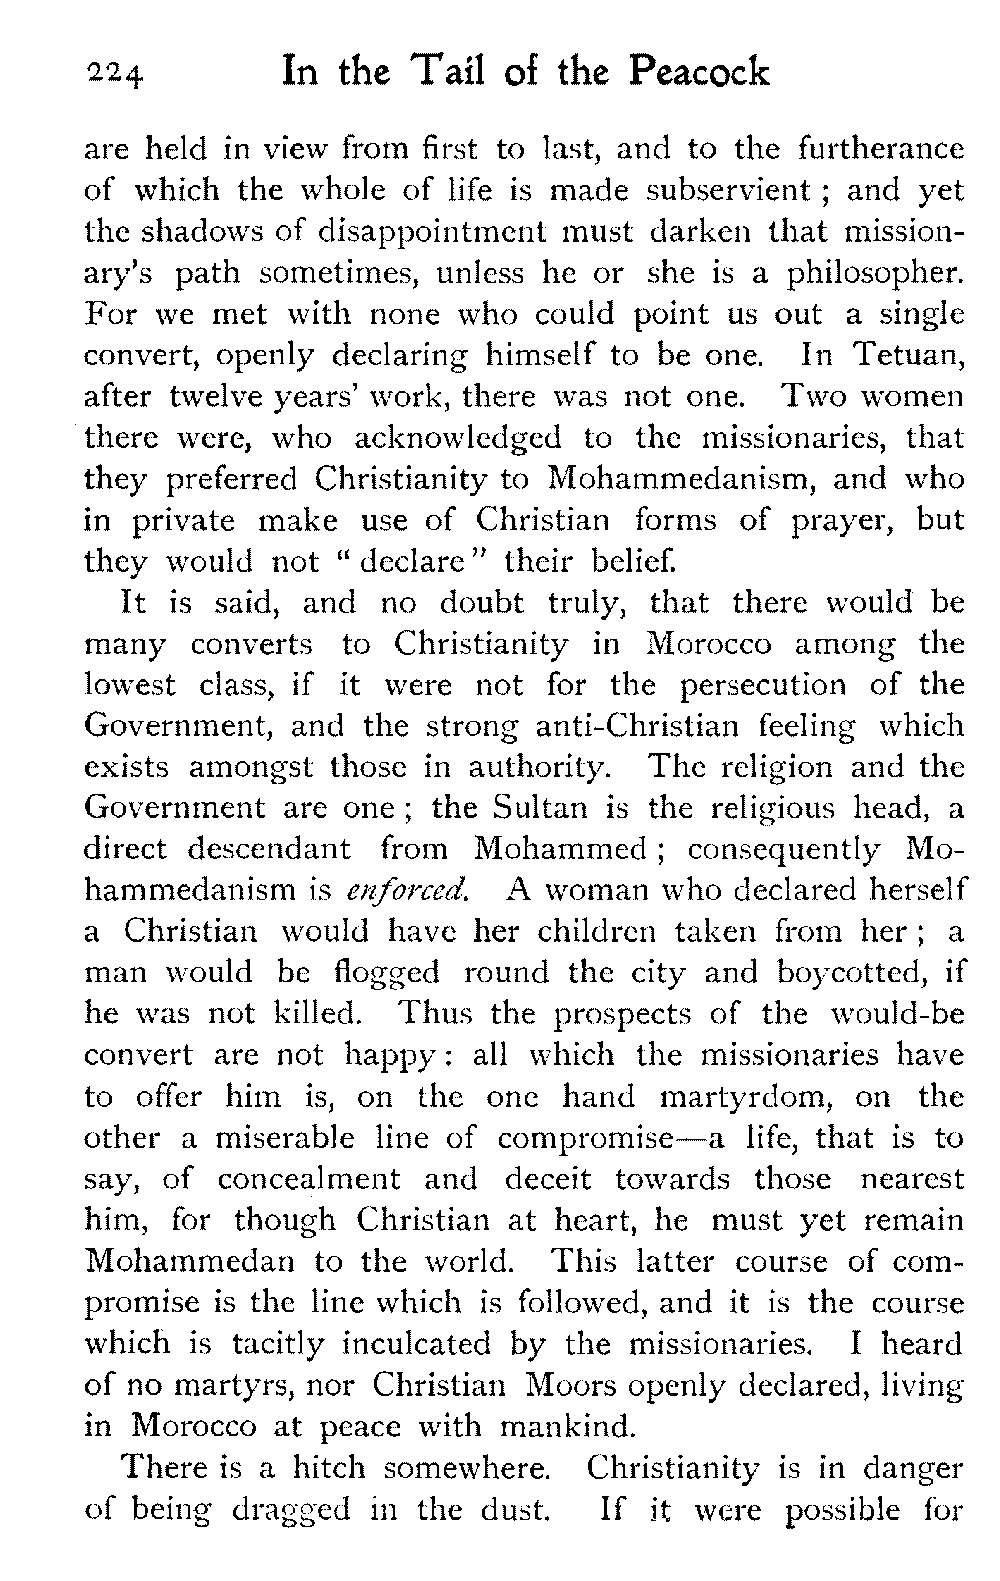 224 In the Tail of the Peacock
are held in view from first to last, and to the furtherance
of which the whole of life is made subservient ; and yet
the shadows of disappointment must darken that mission-
ary's path sometimes, unless he or she is a philosopher.
For we met with none who could point us out a single
convert, openly declaring himself to be one. In Tetuan,
after twelve years' work, there was not one. Two women
there were, who acknowledged to the missionaries, that
they preferred Christianity to Mohammedanism, and who
in private make use of Christian forms of prayer, but
they would not " declare " their belief.
It is said, and no doubt truly, that there would be
many converts to Christianity in Morocco among the
lowest class, if it were not for the persecution of the
Government, and the strong anti-Christian feeling which
exists amongst those in authority. The religion and the
Government are one ; the Sultan is the religious head, a
direct descendant from Mohammed ; consequently Mo-
hammedanism is enforced. A woman who declared herself
a Christian would have her children taken from her ; a
man would be flogged round the city and boycotted, if
he was not killed. Thus the prospects of the would-be
convert are not happy : all which the missionaries have
to offer him is, on the one hand martyrdom, on the
other a miserable line of compromise—a life, that is to
say, of concealment and deceit towards those nearest
him, for though Christian at heart, he must yet remain
Mohammedan to the world. This latter course of com-
promise is the line which is followed, and it is the course
which is tacitly inculcated by the missionaries. I heard
of no martyrs, nor Christian Moors openly declared, living
in Morocco at peace with mankind.
There is a hitch somewhere. Christianity is in danger
of being dragged in the dust. If it were possible for